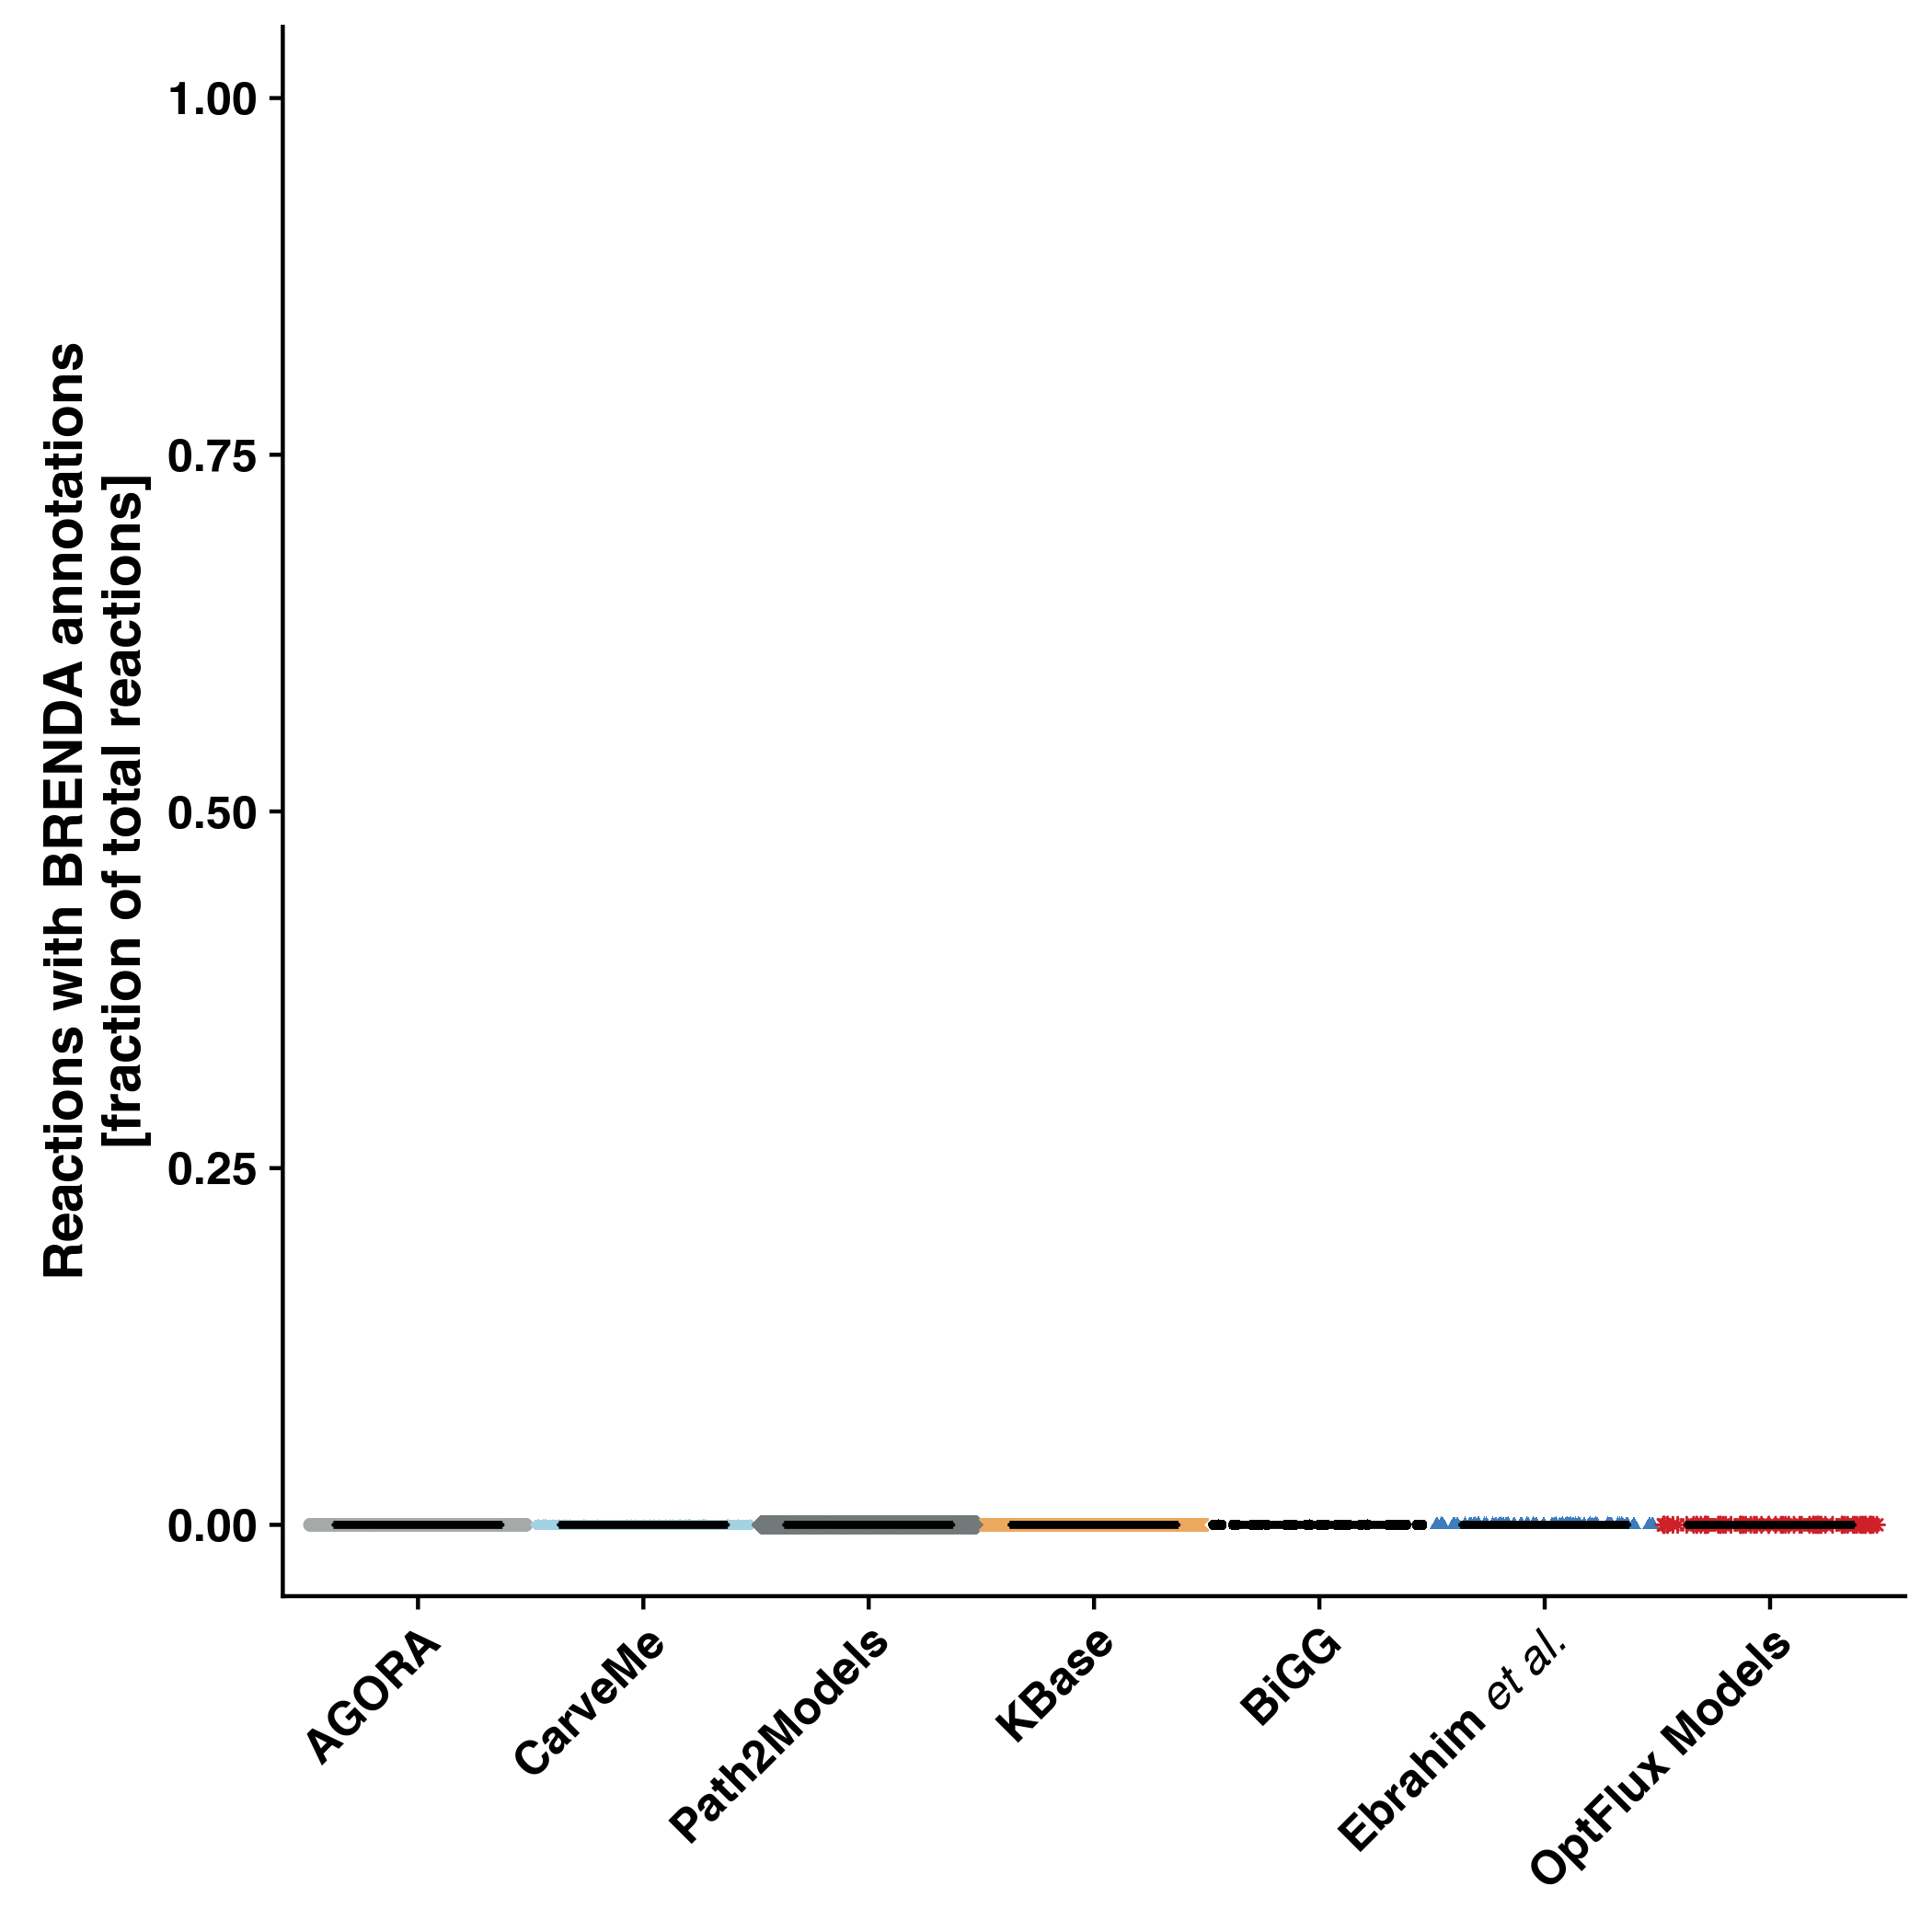 Reactions with BRENDA annotations
[fraction of total reactions]
1.00
0.75
0.50
0.25
0.00
AGORA
CarveMe
Path2Models
KBase
BiGG
Ebrahim et al.
OptFlux Models